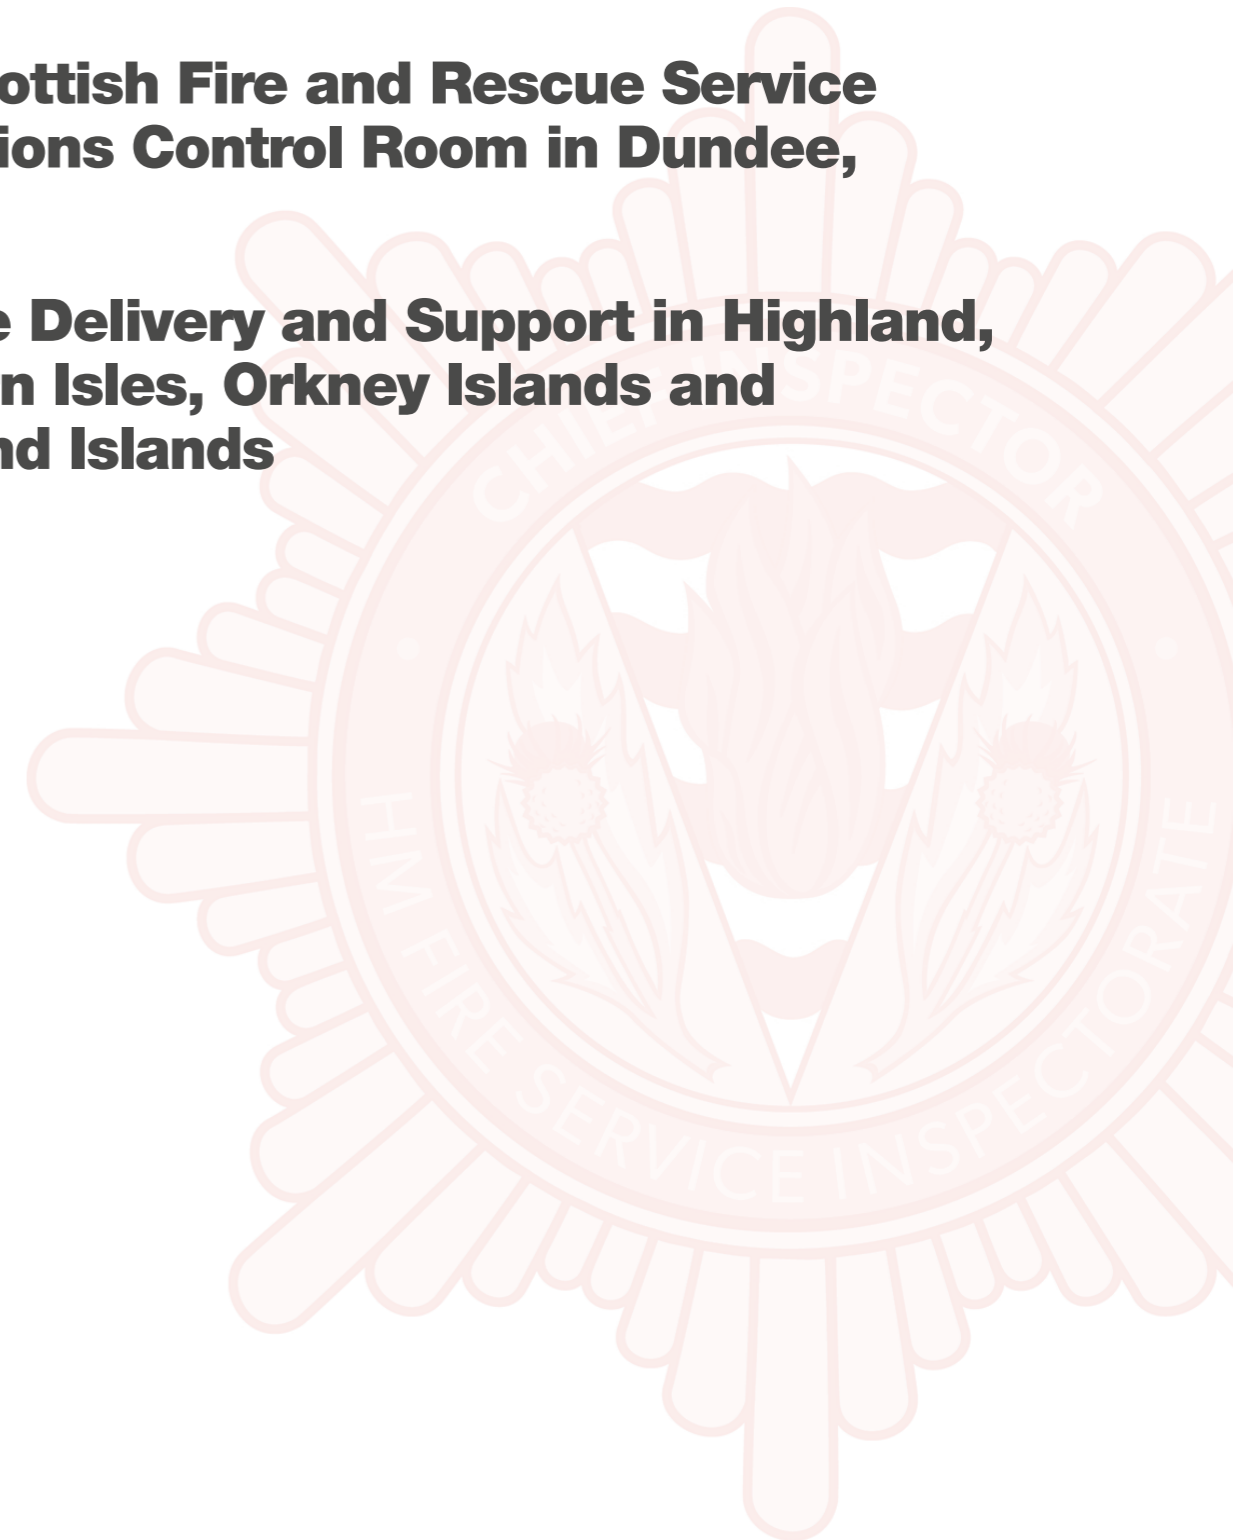 ottish Fire and Rescue Service
ions Control Room in Dundee,
e Delivery and Support in Highland,
n Isles, Orkney Islands and
nd Islands
CHIEF INSPECTOR
HM FIRE SERVICE INSPECTORATE